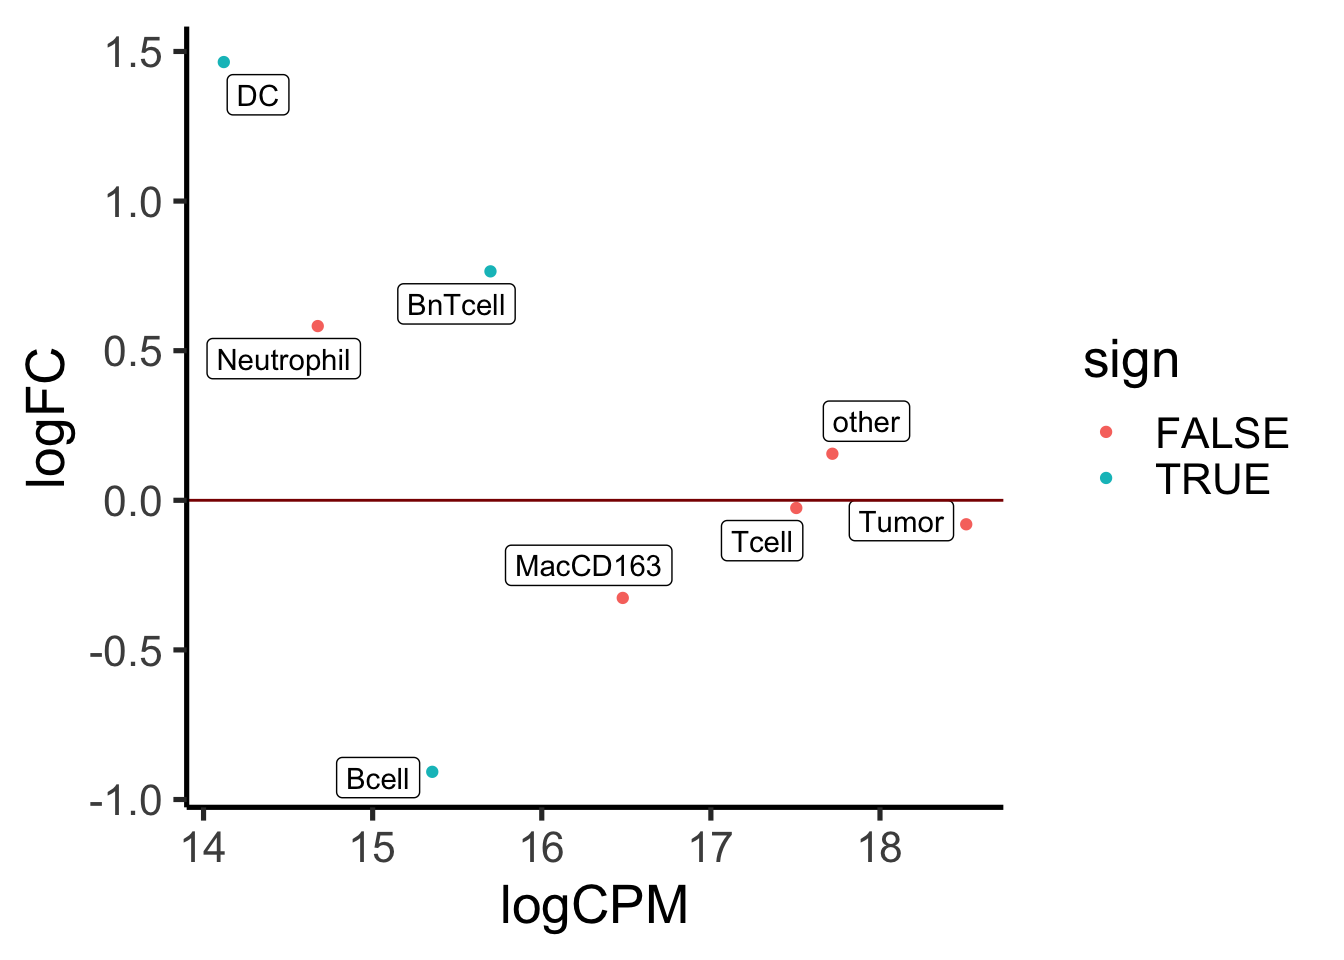 1.5
1.0
0.5
0.0
-0.5
-1.0
logFC
DC
BnTcell
Neutrophil
other
Tumor
Tcell
MacCD163
Bcell
14 15 16 17 18
logCPM
sign
FALSE
TRUE